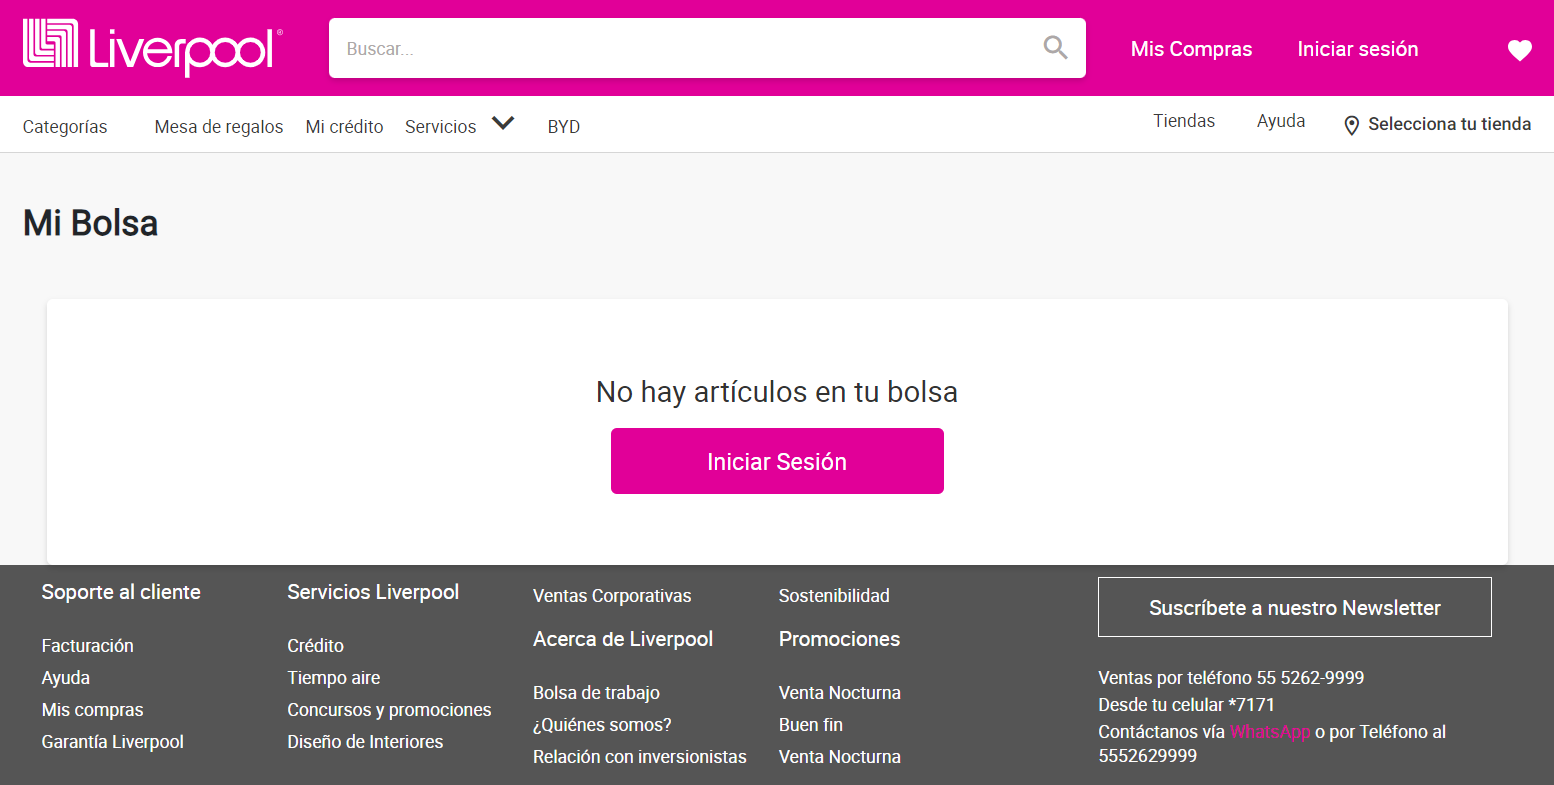 Liverpool®
Buscar...
Mis Compras
Iniciar sesión
Categorías
Mesa de regalos
Mi crédito
Servicios
BYD
Tiendas
Ayuda
Selecciona tu tienda
Mi Bolsa
No hay artículos en tu bolsa
Iniciar Sesión
Soporte al cliente
Facturación
Ayuda
Mis compras
Garantía Liverpool
Servicios Liverpool
Crédito
Tiempo aire
Concursos y promociones
Diseño de Interiores
Ventas Corporativas
Acerca de Liverpool
Bolsa de trabajo
¿Quiénes somos?
Relación con inversionistas
Sostenibilidad
Promociones
Venta Nocturna
Buen fin
Venta Nocturna
Suscríbete a nuestro Newsletter
Ventas por teléfono 55 5262-9999
Desde tu celular *7171
Contáctanos vía WhatsApp o por Teléfono al
5552629999